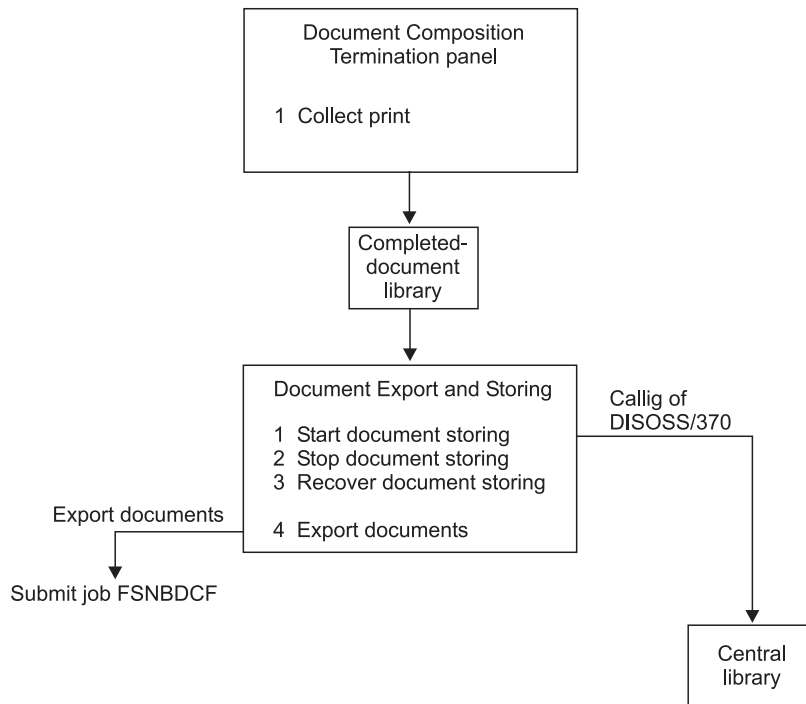 Document Composition
Termination panel
1 Collect print
Completed-
document
library
Document Export and Storing
1 Start document storing
2 Stop document storing
3 Recover document storing
4 Export documents
Callig of
DISOSS/370
Export documents
Submit job FSNBDCF
Central
library